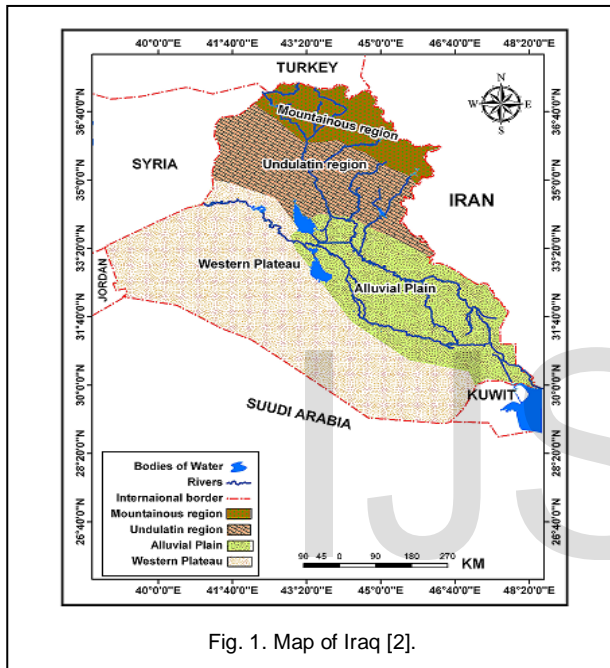 40°0'0"E 41°40'0"E 43°20'0"E 45°0'0"E 46°40'0"E 48°20'0"E
TURKEY
N
W E
S
Mountainous region
SYRIA
Undulatin region
IRAN
Western Plateau
Alluvial Plain
JORDAN
KUWIT
SUUDI ARABIA
36°40'0"N
35°0'0"N
33°20'0"N
31°40'0"N
30°0'0"N
28°20'0"N
26°40'0"N
36°40'0"N
35°0'0"N
33°20'0"N
31°40'0"N
30°0'0"N
28°20'0"N
26°40'0"N
Bodies of Water
Rivers
Internaional border
Mountainous region
Undulatin region
Alluvial Plain
Western Plateau
90 45 0 90 180 270
KM
40°0'0"E 41°40'0"E 43°20'0"E 45°0'0"E 46°40'0"E 48°20'0"E
IJS
Fig. 1. Map of Iraq [2].